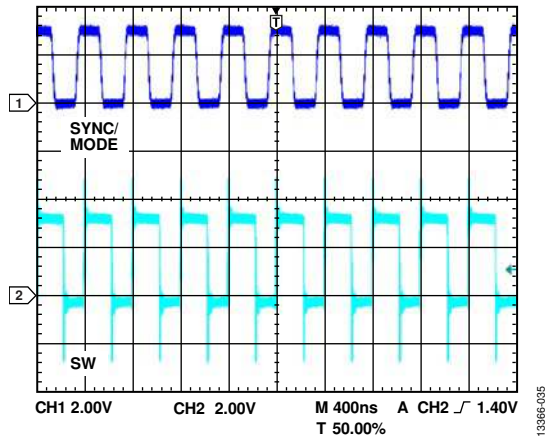 T
1
SYNC/
MODE
2
SW
CH1 2.00V CH2 2.00V M 400ns A CH2 1.40V
T 50.00%
13366-035